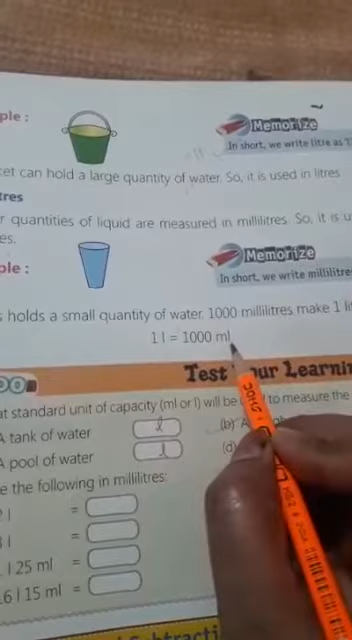 ple :
Memorize
In short, we write litre as
ket can hold a large quantity of water. So, it is used in litres
tres
r quantities of liquid are measured in millilitres. So, it is u
es.
Memorize
ple :
In short, we write millilitre
s holds a small quantity of water. 1000 millilitres make 1 li
1 l = 1000 ml
Test our Learnin
at standard unit of capacity (ml or l) will be to measure the
A tank of water l (b) A
A pool of water l (d)
e the following in millilitres:
l =
l =
l 25 ml =
6 l 15 ml =
DOMS
btracti